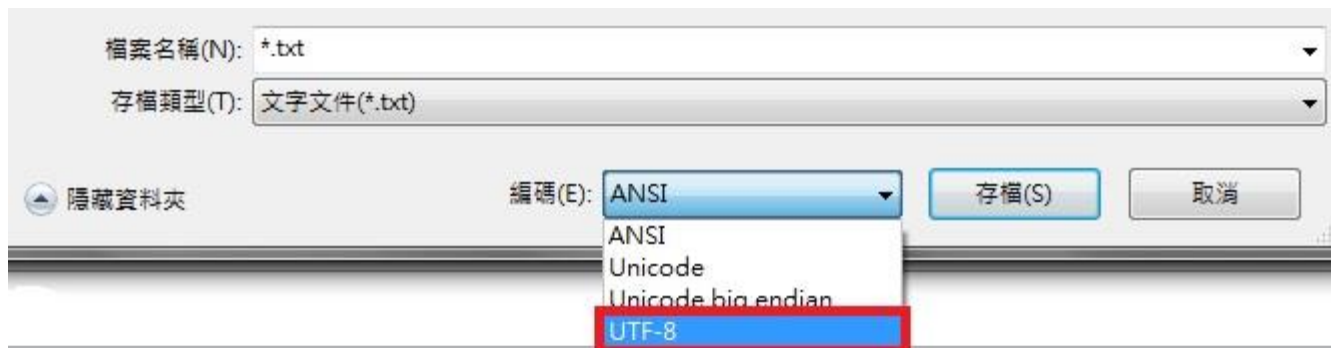 檔案名稱(N): *.txt
存檔類型(T): 文字文件(*.txt)
隱藏資料夾 編碼(E): ANSI 存檔(S) 取消
ANSI
Unicode
Unicode big endian
UTF-8